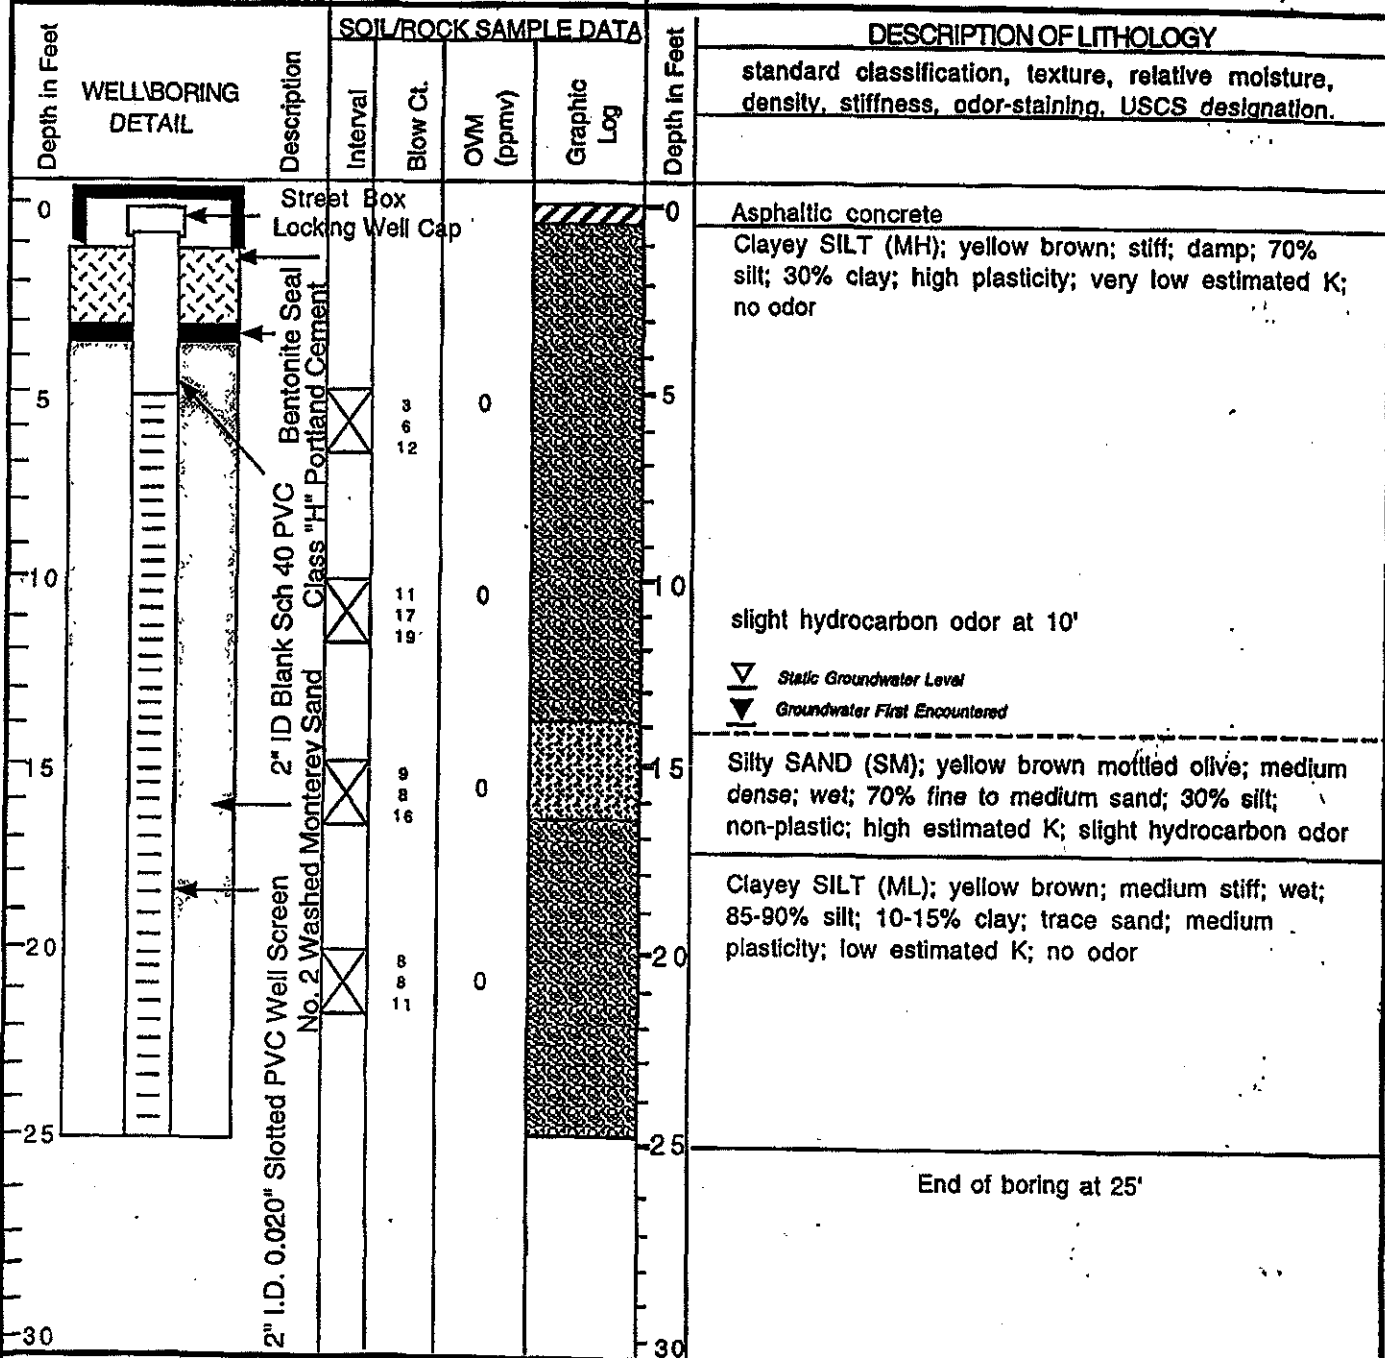 SOIL/ROCK SAMPLE DATA
DESCRIPTION OF LITHOLOGY
Depth in Feet
WELL\BORING
DETAIL
Description
Interval
Blow Ct.
OVM
(ppmv)
Graphic
Log
Depth in Feet
standard classification, texture, relative moisture,
density, stiffness, odor-staining, USCS designation.
0
Street Box
Locking Well Cap
0
Asphaltic concrete
Clayey SILT (MH); yellow brown; stiff; damp; 70%
silt; 30% clay; high plasticity; very low estimated K;
no odor
Bentonite Seal
Class "H" Portland Cement
5
3
6
12
0
5
2" ID Blank Sch 40 PVC
No. 2 Washed Monterey Sand
2" I.D. 0.020" Slotted PVC Well Screen
10
11
17
19
0
10
slight hydrocarbon odor at 10'
Static Groundwater Level
Groundwater First Encountered
15
9
8
16
0
15
Silty SAND (SM); yellow brown mottled olive; medium
dense; wet; 70% fine to medium sand; 30% silt;
non-plastic; high estimated K; slight hydrocarbon odor
Clayey SILT (ML); yellow brown; medium stiff; wet;
85-90% silt; 10-15% clay; trace sand; medium
plasticity; low estimated K; no odor
20
8
8
11
0
20
25
25
End of boring at 25'
30
30